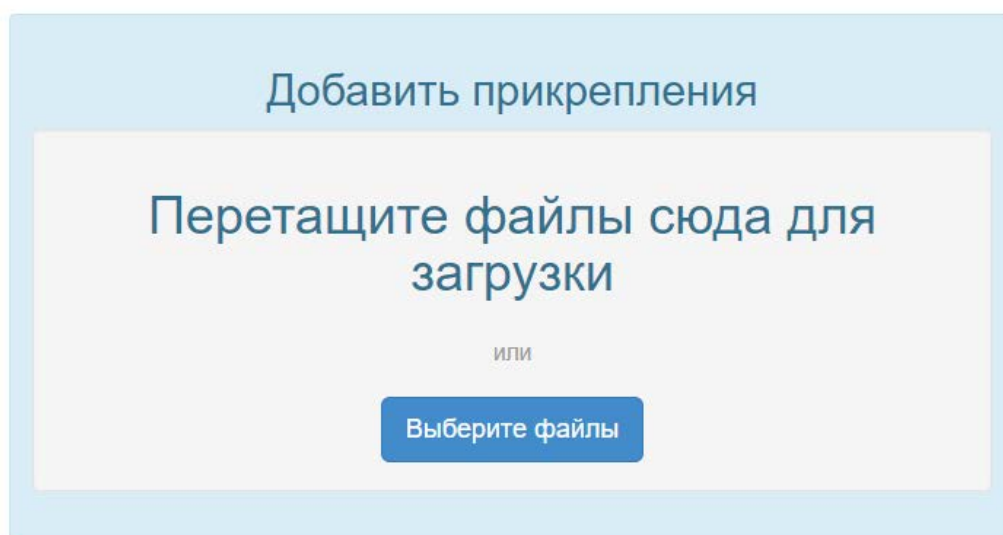 Добавить прикрепления
Перетащите файлы сюда для
загрузки
или
Выберите файлы